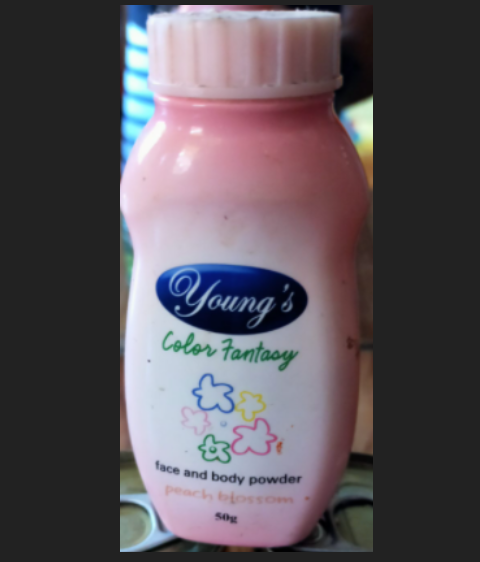 Young's
Color Fantasy
face and body powder
peach blossom
50g